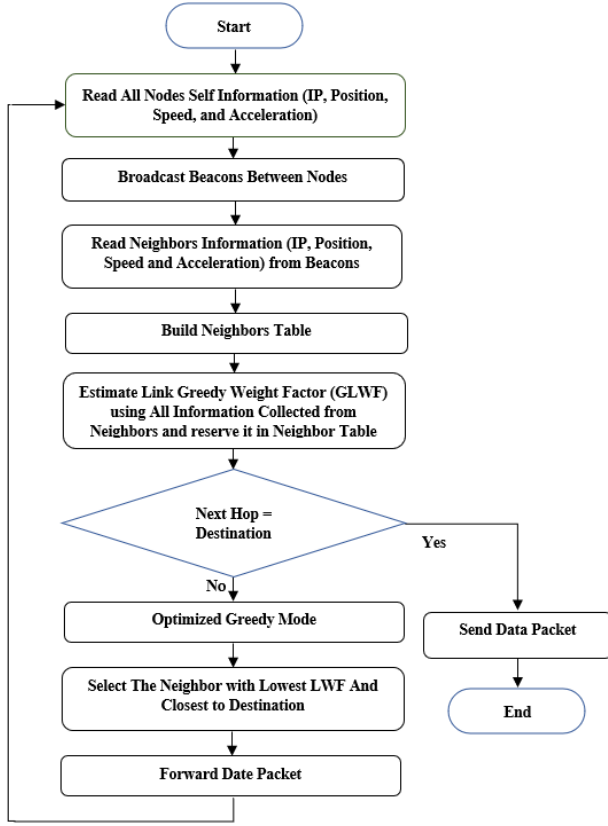 Start
Read All Nodes Self Information (IP, Position,
Speed, and Acceleration)
Broadcast Beacons Between Nodes
Read Neighbors Information (IP, Position,
Speed and Acceleration) from Beacons
Build Neighbors Table
Estimate Link Greedy Weight Factor (GLWF)
using All Information Collected from
Neighbors and reserve it in Neighbor Table
Next Hop =
Destination
Yes
No
Optimized Greedy Mode
Send Data Packet
Select The Neighbor with Lowest LWF And
Closest to Destination
End
Forward Date Packet